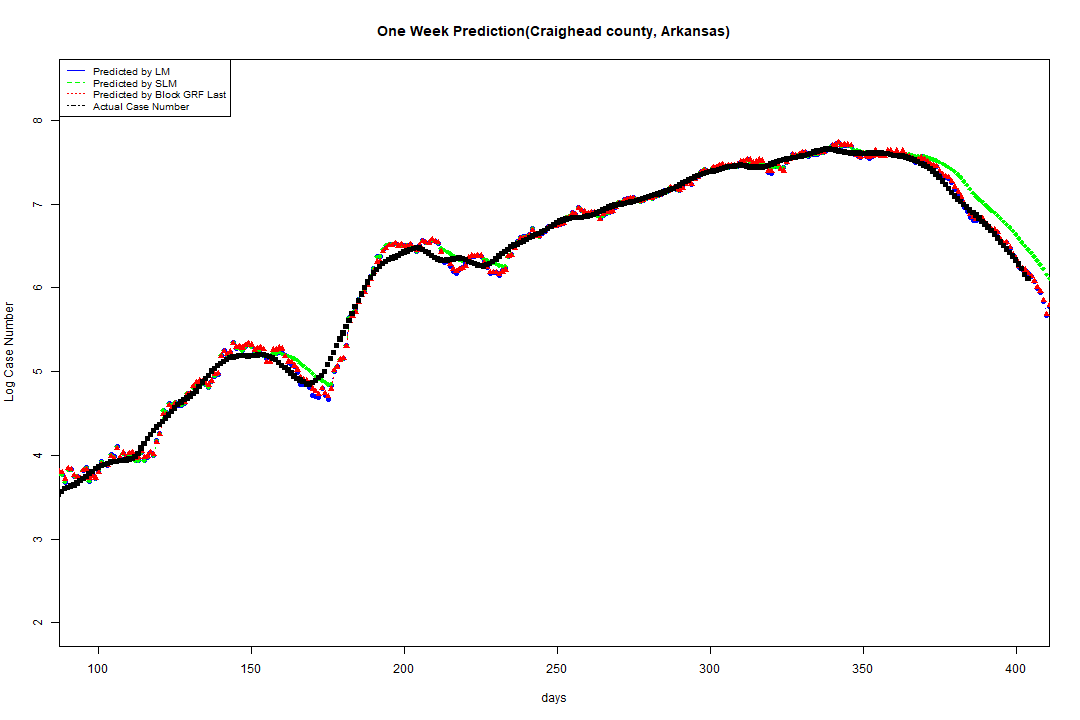 One Week Prediction(Craighead county, Arkansas)
Predicted by LM
Predicted by SLM
Predicted by Block GRF Last
Actual Case Number
Log Case Number
8
7
6
5
4
3
2
100 150 200 250 300 350 400
days